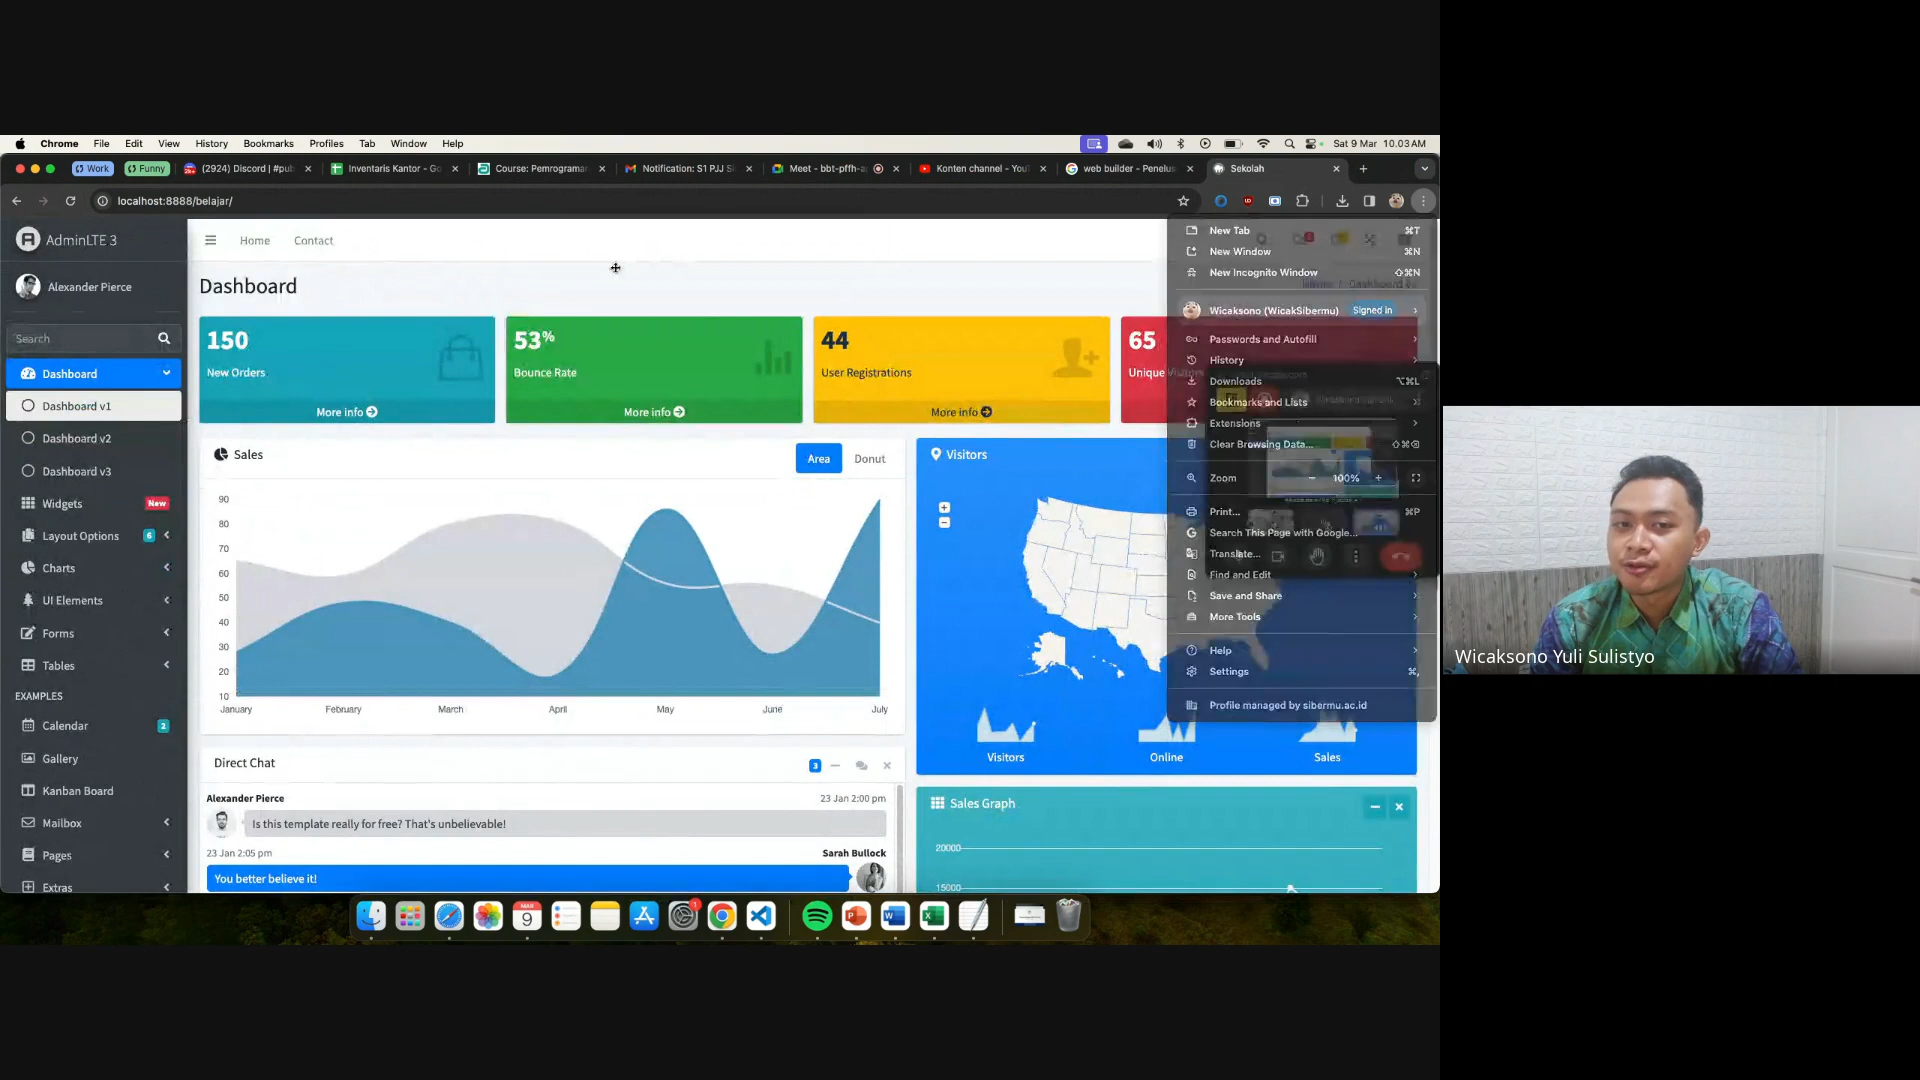 Chrome File Edit View History Bookmarks Profiles Tab Window Help
Sat 9 Mar 10.03 AM
Work Funny (2924) Discord | #pub Inventaris Kantor - Go Course: Pemrograman Notification: S1 PJJ Si Meet - bbt-pffh-a Konten channel - You web builder - Penelus Sekolah
localhost:8888/belajar/
AdminLTE 3
Alexander Pierce
Search
Dashboard
Dashboard v1
Dashboard v2
Dashboard v3
Widgets New
Layout Options 6
Charts
UI Elements
Forms
Tables
EXAMPLES
Calendar 2
Gallery
Kanban Board
Mailbox
Pages
Extras
Home Contact
Dashboard
150
New Orders
More info
53%
Bounce Rate
More info
44
User Registrations
More info
65
Unique Visitors
Sales
Area Donut
90
80
70
60
50
40
30
20
10
January February March April May June July
Direct Chat
3
Alexander Pierce 23 Jan 2:00 pm
Is this template really for free? That's unbelievable!
23 Jan 2:05 pm Sarah Bullock
You better believe it!
Visitors
+
−
Visitors Online Sales
Sales Graph
20000
15000
New Tab ⌘T
New Window ⌘N
New Incognito Window ⇧⌘N
Wicaksono (WicakSibermu) Signed in
Passwords and Autofill
History
Downloads ⌥⌘L
Bookmarks and Lists
Extensions
Clear Browsing Data... ⇧⌘⌫
Zoom − 100% +
Print... ⌘P
Search This Page with Google...
Translate...
Find and Edit
Save and Share
More Tools
Help
Settings ⌘,
Profile managed by sibermu.ac.id
MAR
9
1
Wicaksono Yuli Sulistyo